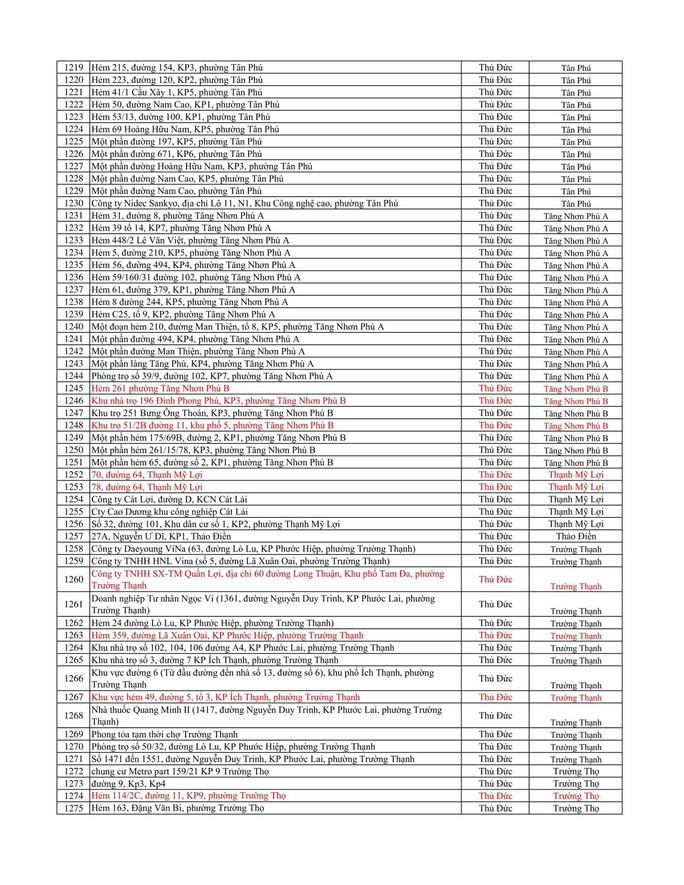 1219 Hẻm 215, đường 154, KP3, phường Tân Phú Thủ Đức Tân Phú
1220 Hẻm 223, đường 120, KP2, phường Tân Phú Thủ Đức Tân Phú
1221 Hẻm 41/1 Cầu Xây 1, KP5, phường Tân Phú Thủ Đức Tân Phú
1222 Hẻm 50, đường Nam Cao, KP1, phường Tân Phú Thủ Đức Tân Phú
1223 Hẻm 53/13, đường 100, KP1, phường Tân Phú Thủ Đức Tân Phú
1224 Hẻm 69 Hoàng Hữu Nam, KP5, phường Tân Phú Thủ Đức Tân Phú
1225 Một phần đường 197, KP5, phường Tân Phú Thủ Đức Tân Phú
1226 Một phần đường 671, KP6, phường Tân Phú Thủ Đức Tân Phú
1227 Một phần đường Hoàng Hữu Nam, KP3, phường Tân Phú Thủ Đức Tân Phú
1228 Một phần đường Nam Cao, KP5, phường Tân Phú Thủ Đức Tân Phú
1229 Một phần đường Nam Cao, phường Tân Phú Thủ Đức Tân Phú
1230 Công ty Nidec Sankyo, địa chỉ Lô 11, N1, Khu Công nghệ cao, phường Tân Phú Thủ Đức Tân Phú
1231 Hẻm 31, đường 8, phường Tăng Nhơn Phú A Thủ Đức Tăng Nhơn Phú A
1232 Hẻm 39 tổ 14, KP7, phường Tăng Nhơn Phú A Thủ Đức Tăng Nhơn Phú A
1233 Hẻm 448/2 Lê Văn Việt, phường Tăng Nhơn Phú A Thủ Đức Tăng Nhơn Phú A
1234 Hẻm 5, đường 210, KP5, phường Tăng Nhơn Phú A Thủ Đức Tăng Nhơn Phú A
1235 Hẻm 56, đường 494, KP4, phường Tăng Nhơn Phú A Thủ Đức Tăng Nhơn Phú A
1236 Hẻm 59/160/31 đường 102, phường Tăng Nhơn Phú A Thủ Đức Tăng Nhơn Phú A
1237 Hẻm 61, đường 379, KP1, phường Tăng Nhơn Phú A Thủ Đức Tăng Nhơn Phú A
1238 Hẻm 8 đường 244, KP5, phường Tăng Nhơn Phú A Thủ Đức Tăng Nhơn Phú A
1239 Hẻm C25, tổ 9, KP2, phường Tăng Nhơn Phú A Thủ Đức Tăng Nhơn Phú A
1240 Một đoạn hẻm 210, đường Man Thiện, tổ 8, KP5, phường Tăng Nhơn Phú A Thủ Đức Tăng Nhơn Phú A
1241 Một phần đường 494, KP4, phường Tăng Nhơn Phú A Thủ Đức Tăng Nhơn Phú A
1242 Một phần đường Man Thiện, phường Tăng Nhơn Phú A Thủ Đức Tăng Nhơn Phú A
1243 Một phần làng Tăng Phú, KP4, phường Tăng Nhơn Phú A Thủ Đức Tăng Nhơn Phú A
1244 Phòng trọ số 39/9, đường 102, KP7, phường Tăng Nhơn Phú A Thủ Đức Tăng Nhơn Phú A
1245 Hẻm 261 phường Tăng Nhơn Phú B Thủ Đức Tăng Nhơn Phú B
1246 Khu nhà trọ 196 Đình Phong Phú, KP3, phường Tăng Nhơn Phú B Thủ Đức Tăng Nhơn Phú B
1247 Khu trọ 251 Bưng Ông Thoàn, KP3, phường Tăng Nhơn Phú B Thủ Đức Tăng Nhơn Phú B
1248 Khu trọ 51/2B đường 11, khu phố 5, phường Tăng Nhơn Phú B Thủ Đức Tăng Nhơn Phú B
1249 Một phần hẻm 175/69B, đường 2, KP1, phường Tăng Nhơn Phú B Thủ Đức Tăng Nhơn Phú B
1250 Một phần hẻm 261/15/78, KP3, phường Tăng Nhơn Phú B Thủ Đức Tăng Nhơn Phú B
1251 Một phần hẻm 65, đường số 2, KP1, phường Tăng Nhơn Phú B Thủ Đức Tăng Nhơn Phú B
1252 70, đường 64, Thạnh Mỹ Lợi Thủ Đức Thạnh Mỹ Lợi
1253 78, đường 64, Thạnh Mỹ Lợi Thủ Đức Thạnh Mỹ Lợi
1254 Công ty Cát Lợi, đường D, KCN Cát Lái Thủ Đức Thạnh Mỹ Lợi
1255 Cty Cao Dương khu công nghiệp Cát Lái Thủ Đức Thạnh Mỹ Lợi
1256 Số 32, đường 101, Khu dân cư số 1, KP2, phường Thạnh Mỹ Lợi Thủ Đức Thạnh Mỹ Lợi
1257 27A, Nguyễn Ư Dĩ, KP1, Thảo Điền Thủ Đức Thảo Điền
1258 Công ty Daeyoung ViNa (63, đường Lò Lu, KP Phước Hiệp, phường Trường Thạnh) Thủ Đức Trường Thạnh
1259 Công ty TNHH HNL Vina (số 5, đường Lã Xuân Oai, phường Trường Thạnh) Thủ Đức Trường Thạnh
1260 Công ty TNHH SX-TM Quấn Lợi, địa chỉ 60 đường Long Thuận, Khu phố Tam Đa, phường
Trường Thạnh Thủ Đức Trường Thạnh
1261 Doanh nghiệp Tư nhân Ngọc Vi (1361, đường Nguyễn Duy Trinh, KP Phước Lai, phường
Trường Thạnh) Thủ Đức Trường Thạnh
1262 Hẻm 24 đường Lò Lu, KP Phước Hiệp, phường Trường Thạnh) Thủ Đức Trường Thạnh
1263 Hẻm 359, đường Lã Xuân Oai, KP Phước Hiệp, phường Trường Thạnh Thủ Đức Trường Thạnh
1264 Khu nhà trọ số 102, 104, 106 đường A4, KP Phước Lai, phường Trường Thạnh Thủ Đức Trường Thạnh
1265 Khu nhà trọ số 3, đường 7 KP Ích Thạnh, phường Trường Thạnh Thủ Đức Trường Thạnh
1266 Khu vực đường 6 (Từ đầu đường đến nhà số 13, đường số 6), khu phố Ích Thạnh, phường
Trường Thạnh Thủ Đức Trường Thạnh
1267 Khu vực hẻm 49, đường 5, tổ 3, KP Ích Thạnh, phường Trường Thạnh Thủ Đức Trường Thạnh
1268 Nhà thuốc Quang Minh II (1417, đường Nguyễn Duy Trinh, KP Phước Lai, phường Trường
Thạnh) Thủ Đức Trường Thạnh
1269 Phong tỏa tạm thời chợ Trường Thạnh Thủ Đức Trường Thạnh
1270 Phòng trọ số 50/32, đường Lò Lu, KP Phước Hiệp, phường Trường Thạnh Thủ Đức Trường Thạnh
1271 Số 1471 đến 1551, đường Nguyễn Duy Trinh, KP Phước Lai, phường Trường Thạnh Thủ Đức Trường Thạnh
1272 chung cư Metro part 159/21 KP 9 Trường Thọ Thủ Đức Trường Thọ
1273 đường 9, Kp3, Kp4 Thủ Đức Trường Thọ
1274 Hẻm 114/2C, đường 11, KP9, phường Trường Thọ Thủ Đức Trường Thọ
1275 Hẻm 163, Đặng Văn Bi, phường Trường Thọ Thủ Đức Trường Thọ